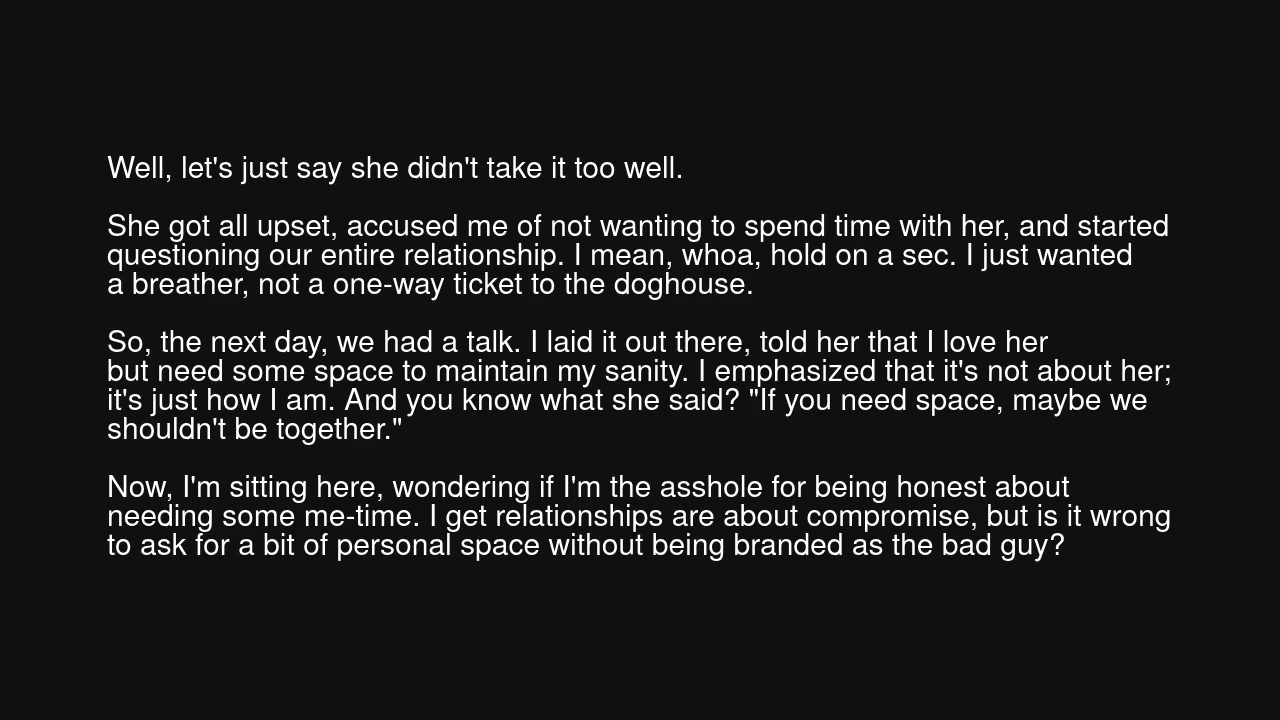 Well, let's just say she didn't take it too well.
She got all upset, accused me of not wanting to spend time with her, and started
questioning our entire relationship. I mean, whoa, hold on a sec. I just wanted
a breather, not a one-way ticket to the doghouse.
So, the next day, we had a talk. I laid it out there, told her that I love her
but need some space to maintain my sanity. I emphasized that it's not about her;
it's just how I am. And you know what she said? "If you need space, maybe we
shouldn't be together."
Now, I'm sitting here, wondering if I'm the asshole for being honest about
needing some me-time. I get relationships are about compromise, but is it wrong
to ask for a bit of personal space without being branded as the bad guy?